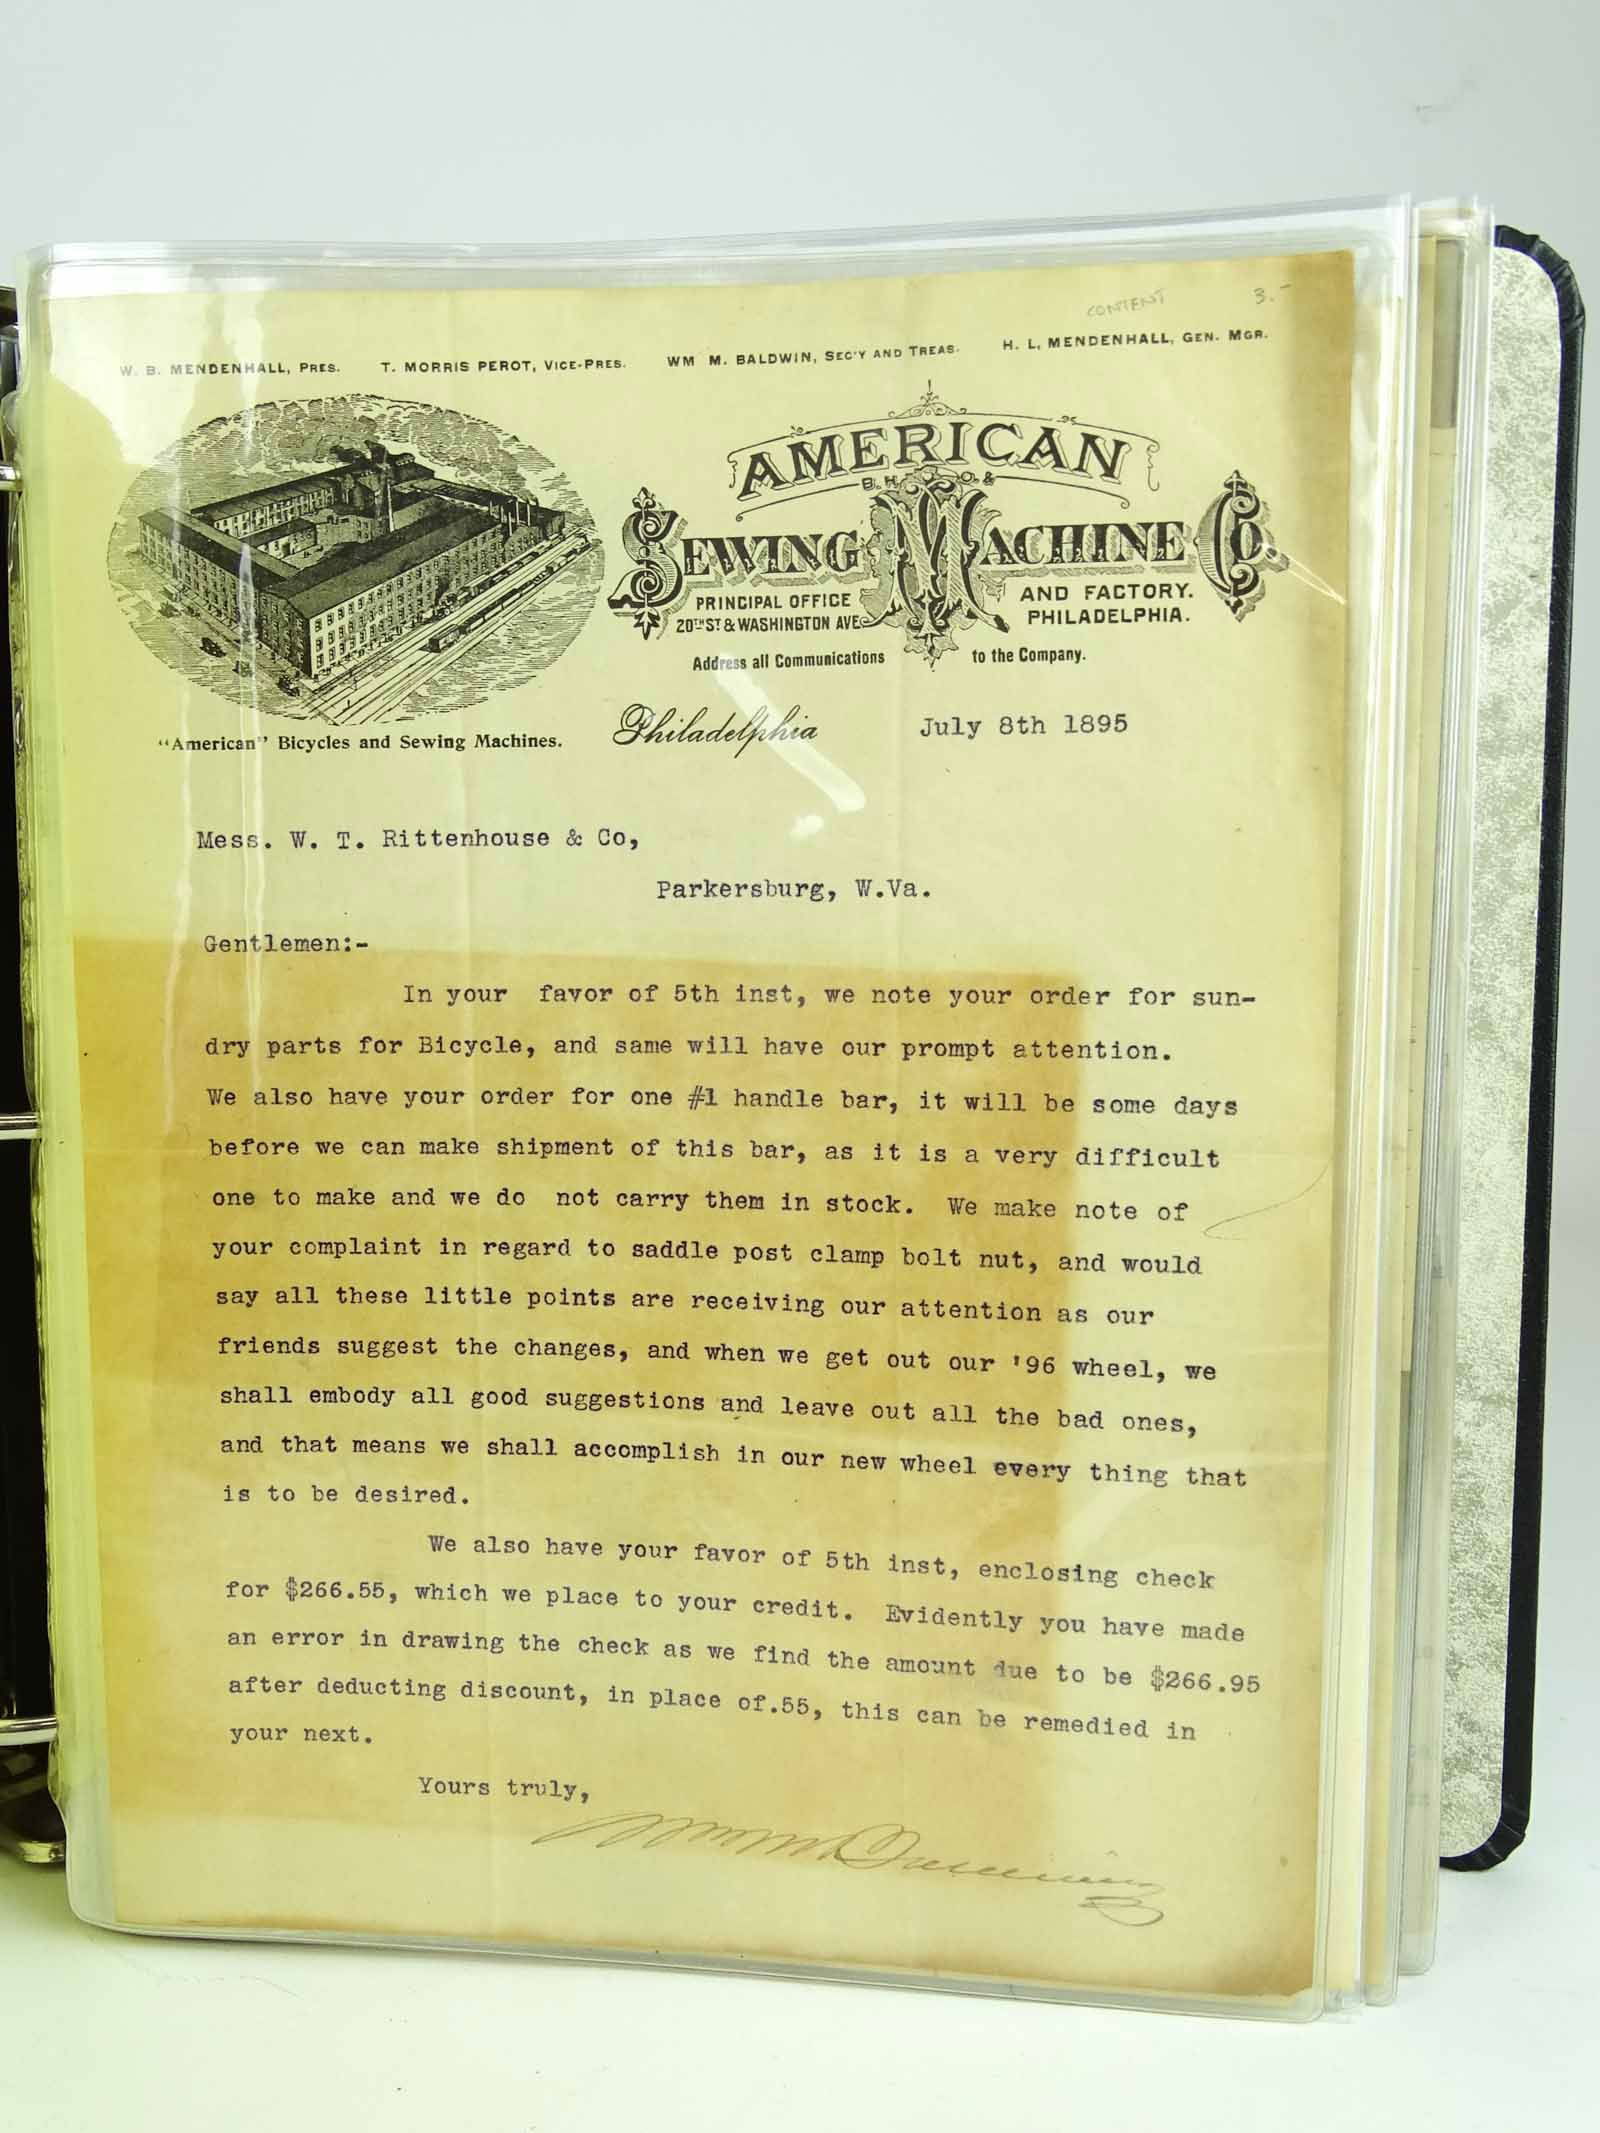 CONTENT 3.-
W. B. MENDENHALL, PRES. T. MORRIS PEROT, VICE-PRES. WM M. BALDWIN, SEC'Y AND TREAS. H. L. MENDENHALL, GEN. MGR.
AMERICAN
B.H. O. &
SEWING MACHINE CO.
PRINCIPAL OFFICE AND FACTORY.
20TH ST & WASHINGTON AVE. PHILADELPHIA.
Address all Communications to the Company.
"American" Bicycles and Sewing Machines.
Philadelphia July 8th 1895
Mess. W. T. Rittenhouse & Co,
Parkersburg, W.Va.
Gentlemen:-
In your favor of 5th inst, we note your order for sun-
dry parts for Bicycle, and same will have our prompt attention.
We also have your order for one #1 handle bar, it will be some days
before we can make shipment of this bar, as it is a very difficult
one to make and we do not carry them in stock. We make note of
your complaint in regard to saddle post clamp bolt nut, and would
say all these little points are receiving our attention as our
friends suggest the changes, and when we get out our '96 wheel, we
shall embody all good suggestions and leave out all the bad ones,
and that means we shall accomplish in our new wheel every thing that
is to be desired.
We also have your favor of 5th inst, enclosing check
for $266.55, which we place to your credit. Evidently you have made
an error in drawing the check as we find the amount due to be $266.95
after deducting discount, in place of.55, this can be remedied in
your next.
Yours truly,